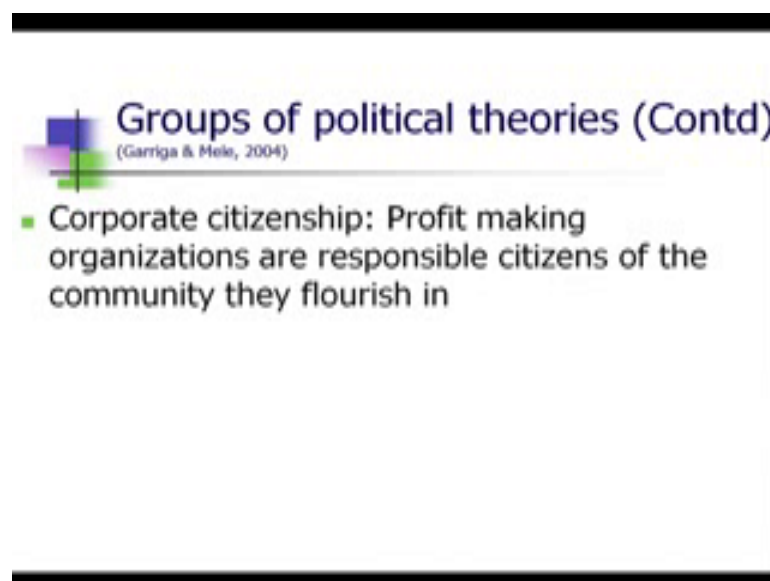 Groups of political theories (Contd)
(Garriga & Mele, 2004)
Corporate citizenship: Profit making
organizations are responsible citizens of the
community they flourish in